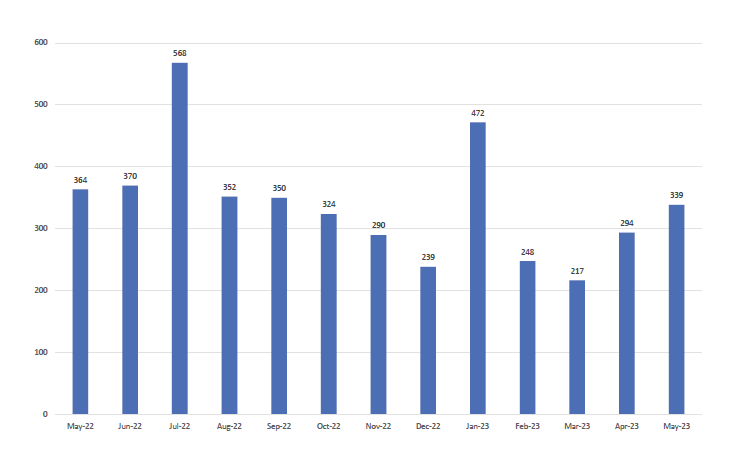 600
500
400
300
200
100
0
364
370
568
352
350
324
290
239
472
248
217
294
339
May-22
Jun-22
Jul-22
Aug-22
Sep-22
Oct-22
Nov-22
Dec-22
Jan-23
Feb-23
Mar-23
Apr-23
May-23